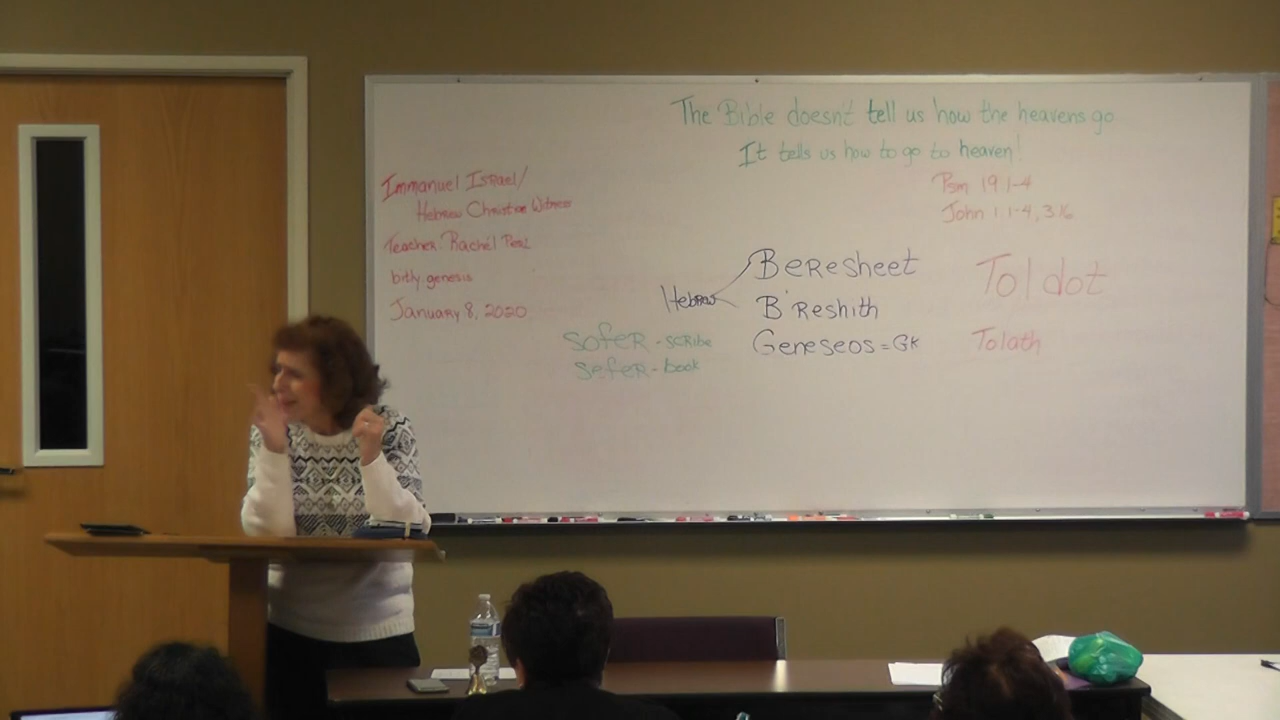 The Bible doesn't tell us how the heavens go
It tells us how to go to heaven!
Psm 19 1-4
John 1 1-4, 3 16
Immanuel Israel/
Hebrew Christian Witness
Teacher: Rachel
bitly.genesis
January 8, 2020
Hebrew
Beresheet
B'Reshith
Geneseos = GK
Toldot
Tolath
Sofer - scribe
Sefer - book